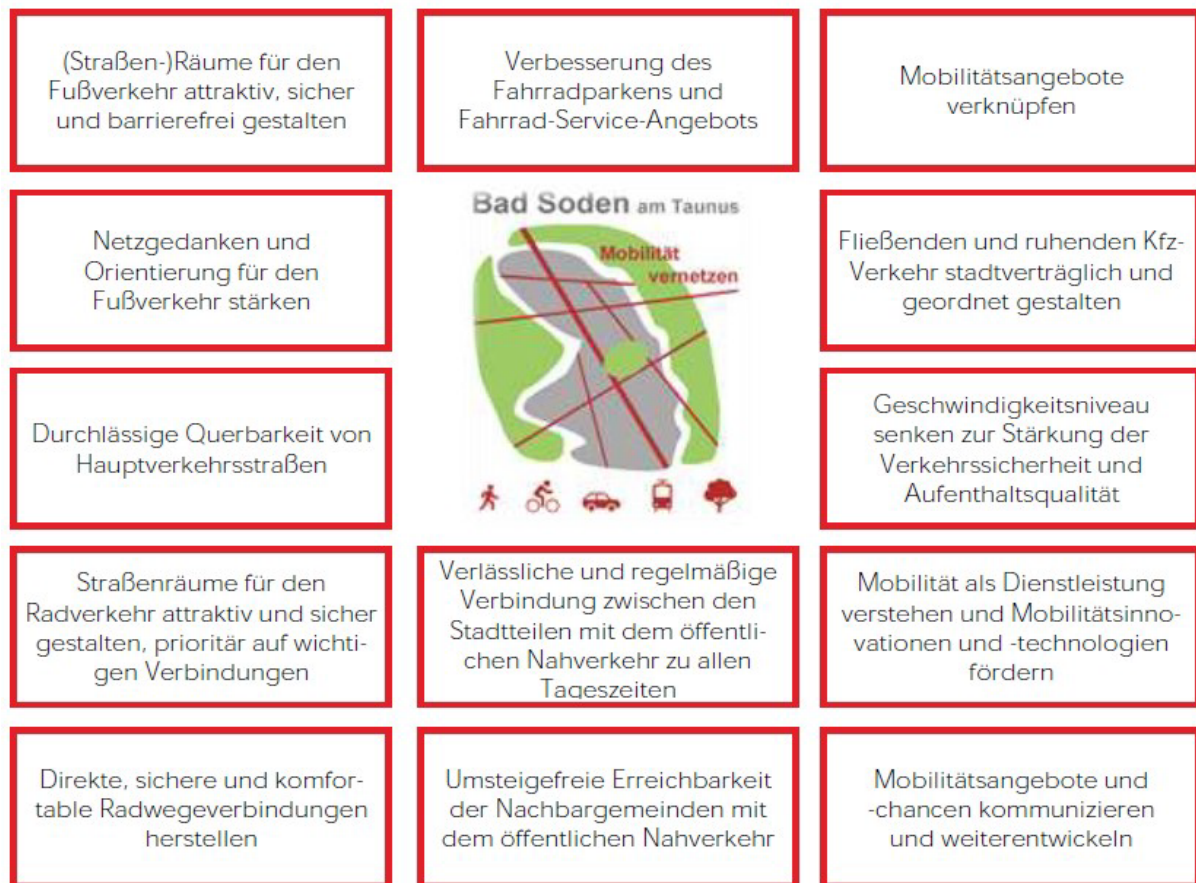 (Straßen-)Räume für den
Fußverkehr attraktiv, sicher
und barrierefrei gestalten
Verbesserung des
Fahrradparkens und
Fahrrad-Service-Angebots
Mobilitätsangebote
verknüpfen
Netzgedanken und
Orientierung für den
Fußverkehr stärken
Bad Soden am Taunus
Mobilität
vernetzen
Fließenden und ruhenden Kfz-
Verkehr stadtverträglich und
geordnet gestalten
Durchlässige Querbarkeit von
Hauptverkehrsstraßen
Geschwindigkeitsniveau
senken zur Stärkung der
Verkehrssicherheit und
Aufenthaltsqualität
Straßenräume für den
Radverkehr attraktiv und sicher
gestalten, prioritär auf wichti-
gen Verbindungen
Verlässliche und regelmäßige
Verbindung zwischen den
Stadtteilen mit dem öffentli-
chen Nahverkehr zu allen
Tageszeiten
Mobilität als Dienstleistung
verstehen und Mobilitätsinno-
vationen und -technologien
fördern
Direkte, sichere und komfor-
table Radwegeverbindungen
herstellen
Umsteigefreie Erreichbarkeit
der Nachbargemeinden mit
dem öffentlichen Nahverkehr
Mobilitätsangebote und
-chancen kommunizieren
und weiterentwickeln